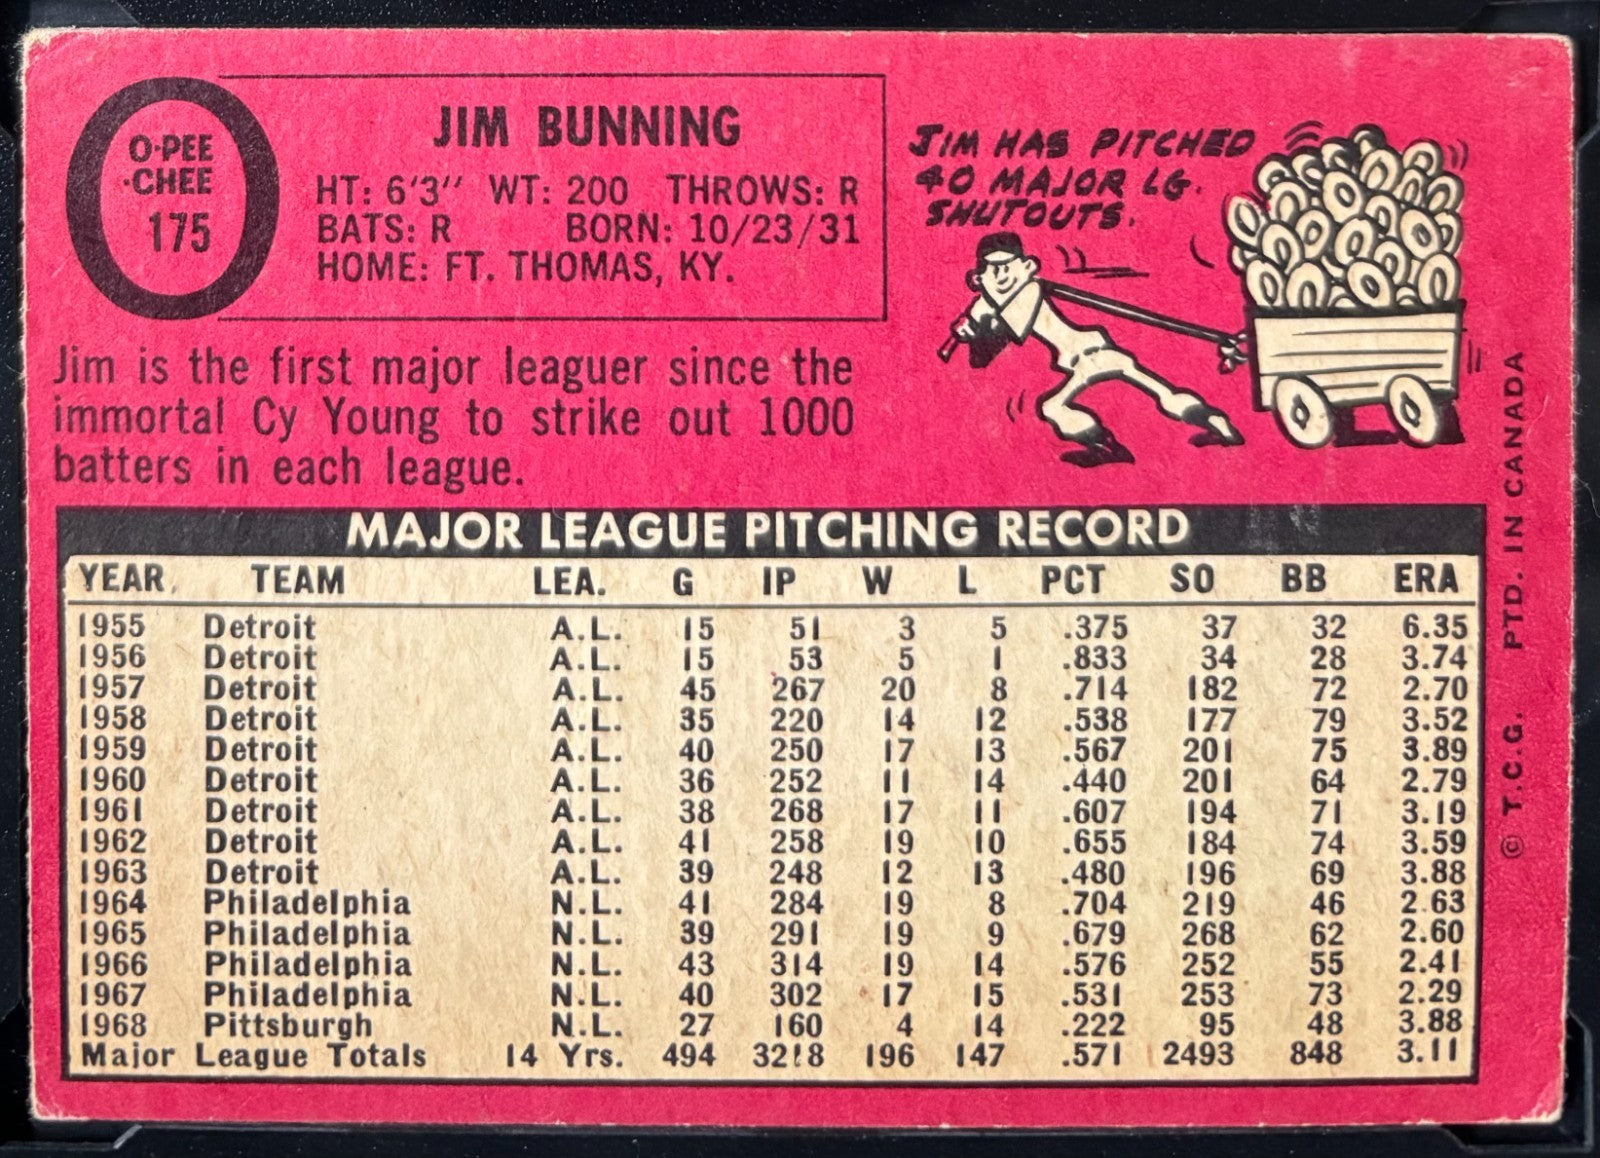 O-PEE
-CHEE
175
JIM BUNNING
HT: 6'3" WT: 200 THROWS: R
BATS: R BORN: 10/23/31
HOME: FT. THOMAS, KY.
JIM HAS PITCHED
40 MAJOR LG.
SHUTOUTS.
Jim is the first major leaguer since the
immortal Cy Young to strike out 1000
batters in each league.
MAJOR LEAGUE PITCHING RECORD
YEAR TEAM LEA. G IP W L PCT SO BB ERA
1955 Detroit A.L. 15 51 3 5 .375 37 32 6.35
1956 Detroit A.L. 15 53 5 1 .833 34 28 3.74
1957 Detroit A.L. 45 267 20 8 .714 182 72 2.70
1958 Detroit A.L. 35 220 14 12 .538 177 79 3.52
1959 Detroit A.L. 40 250 17 13 .567 201 75 3.89
1960 Detroit A.L. 36 252 11 14 .440 201 64 2.79
1961 Detroit A.L. 38 268 17 11 .607 194 71 3.19
1962 Detroit A.L. 41 258 19 10 .655 184 74 3.59
1963 Detroit A.L. 39 248 12 13 .480 196 69 3.88
1964 Philadelphia N.L. 41 284 19 8 .704 219 46 2.63
1965 Philadelphia N.L. 39 291 19 9 .679 268 62 2.60
1966 Philadelphia N.L. 43 314 19 14 .576 252 55 2.41
1967 Philadelphia N.L. 40 302 17 15 .531 253 73 2.29
1968 Pittsburgh N.L. 27 160 4 14 .222 95 48 3.88
Major League Totals 14 Yrs. 494 3218 196 147 .571 2493 848 3.11
© T.C.G. PTD. IN CANADA